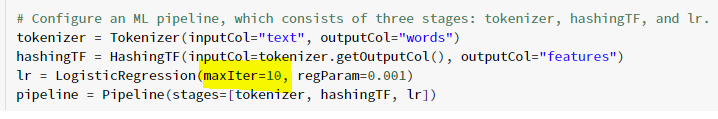 # Configure an ML pipeline, which consists of three stages: tokenizer, hashingTF, and lr.
tokenizer = Tokenizer(inputCol="text", outputCol="words")
hashingTF = HashingTF(inputCol=tokenizer.getOutputCol(), outputCol="features")
lr = LogisticRegression(maxIter=10, regParam=0.001)
pipeline = Pipeline(stages=[tokenizer, hashingTF, lr])